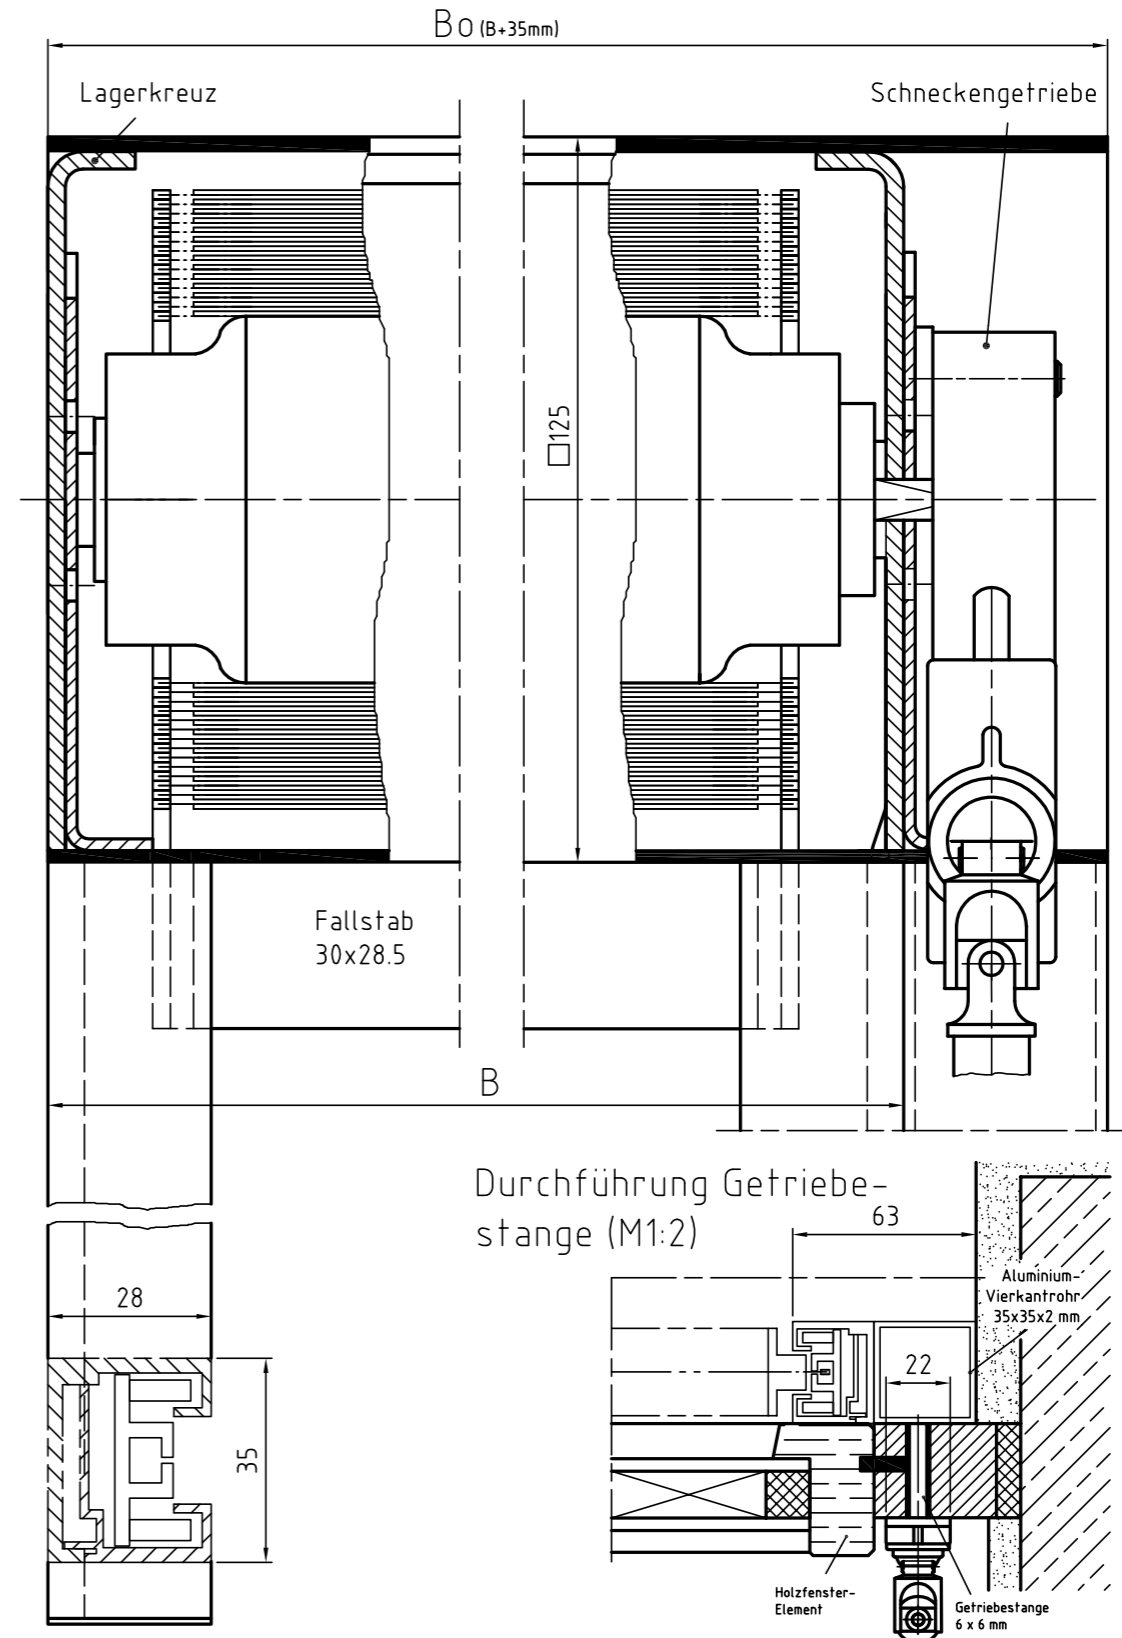 Bo (B+35mm)
Lagerkreuz
Schneckengetriebe
□125
Fallstab
30x28.5
B
Durchführung Getriebe-
stange (M1:2)
63
Aluminium-
Vierkantrohr
35x35x2 mm
28
22
35
Holzfenster-
Element
Getriebestange
6 x 6 mm